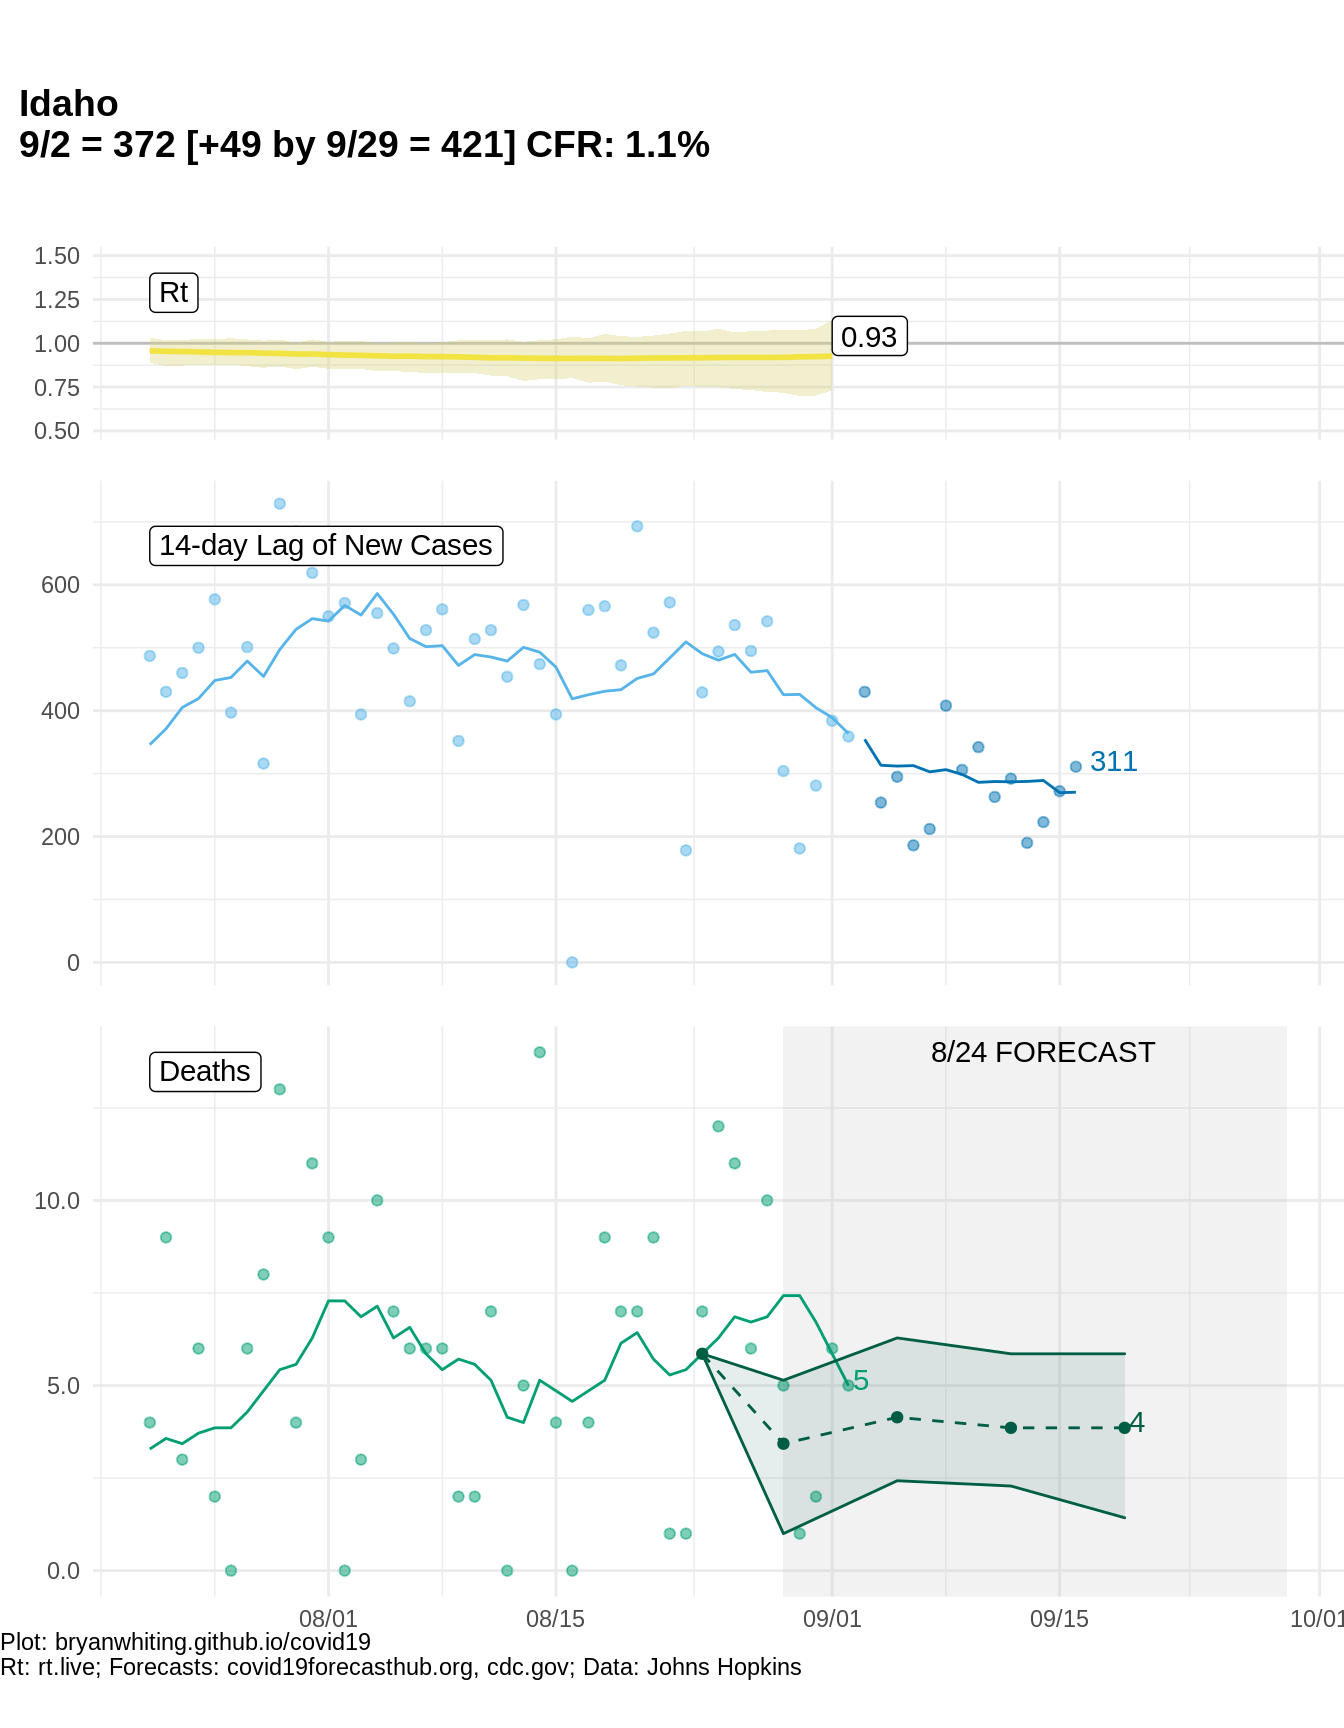 Idaho
9/2 = 372 [+49 by 9/29 = 421] CFR: 1.1%
1.50
Rt
1.25
1.00
0.93
0.75
0.50
14-day Lag of New Cases
600
400
311
200
0
8/24 FORECAST
Deaths
10.0
5.0
5
4
0.0
08/01
08/15
09/01
09/15
10/01
Plot: bryanwhiting.github.io/covid19
Rt: rt.live; Forecasts: covid19forecasthub.org, cdc.gov; Data: Johns Hopkins